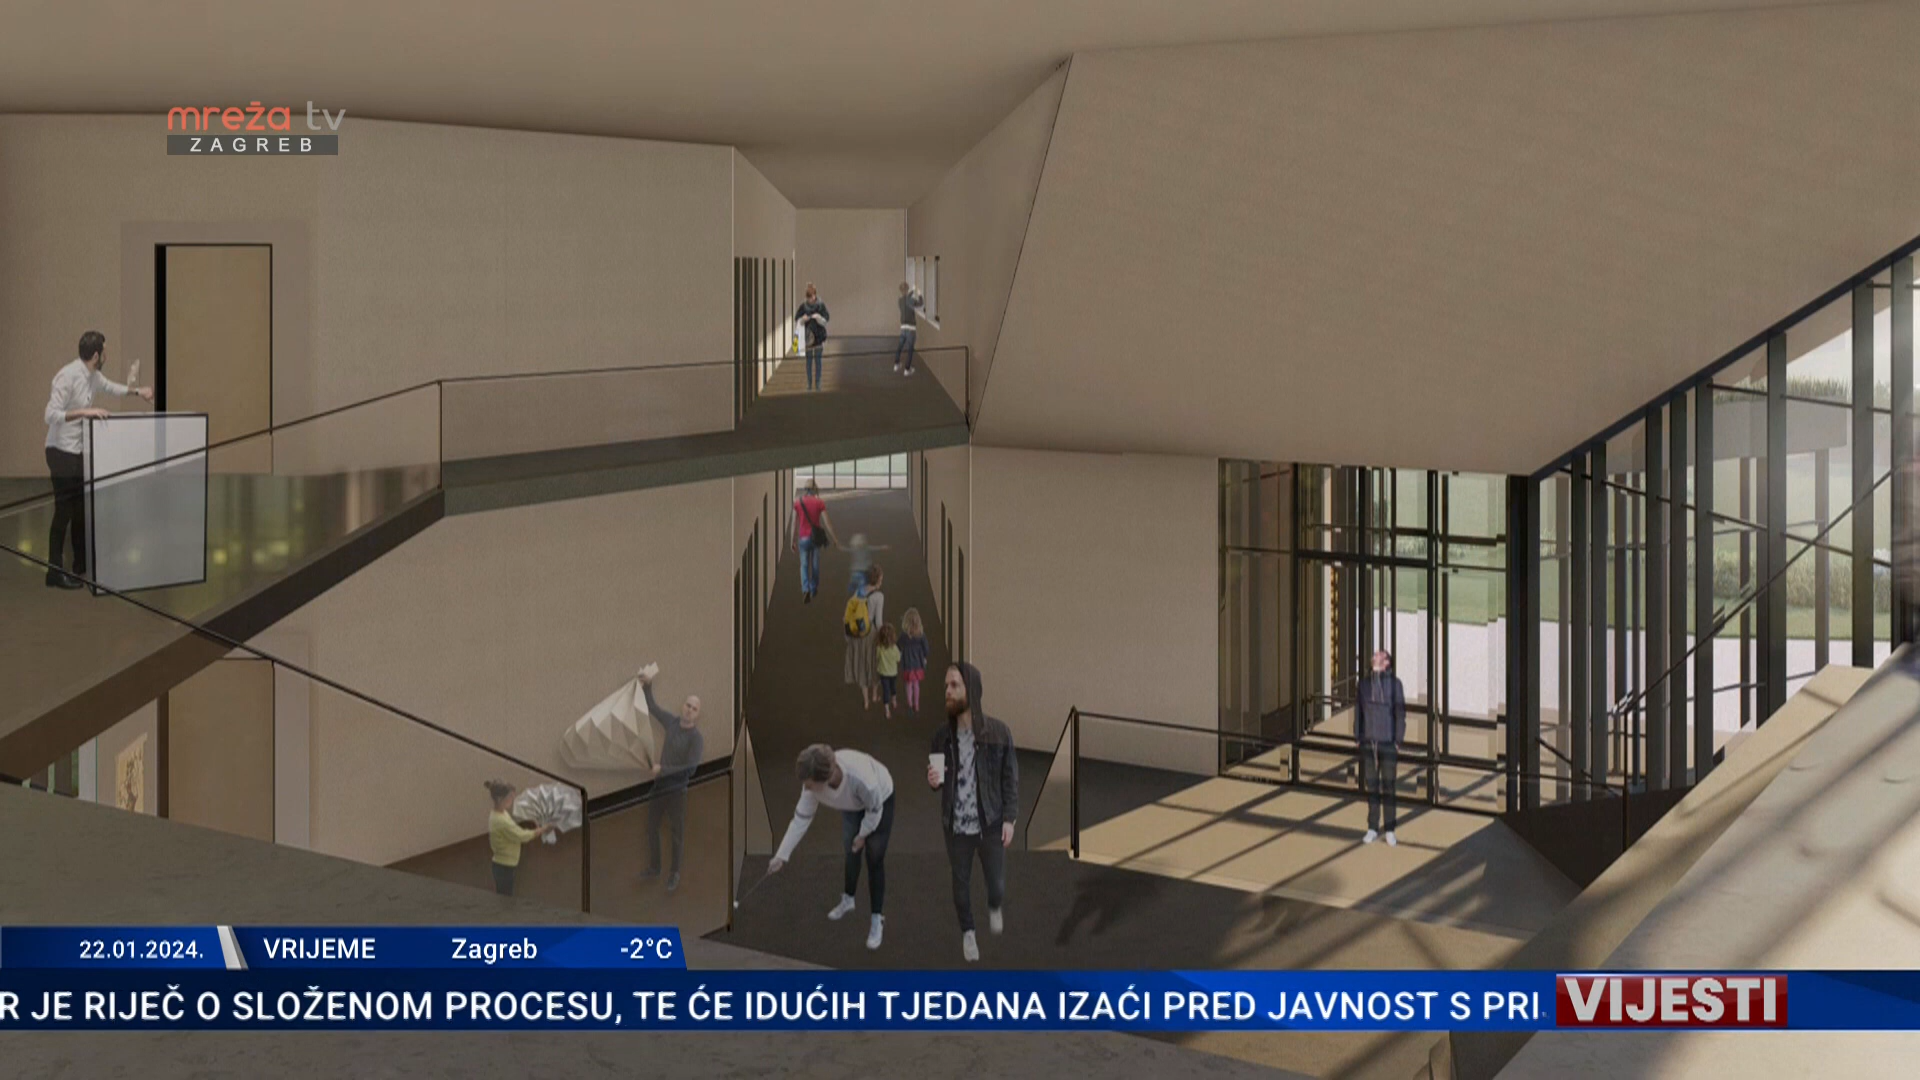 mreža tv
ZAGREB
22.01.2024. VRIJEME Zagreb -2°C
R JE RIJEČ O SLOŽENOM PROCESU, TE ĆE IDUĆIH TJEDANA IZAĆI PRED JAVNOST S PRI
VIJESTI